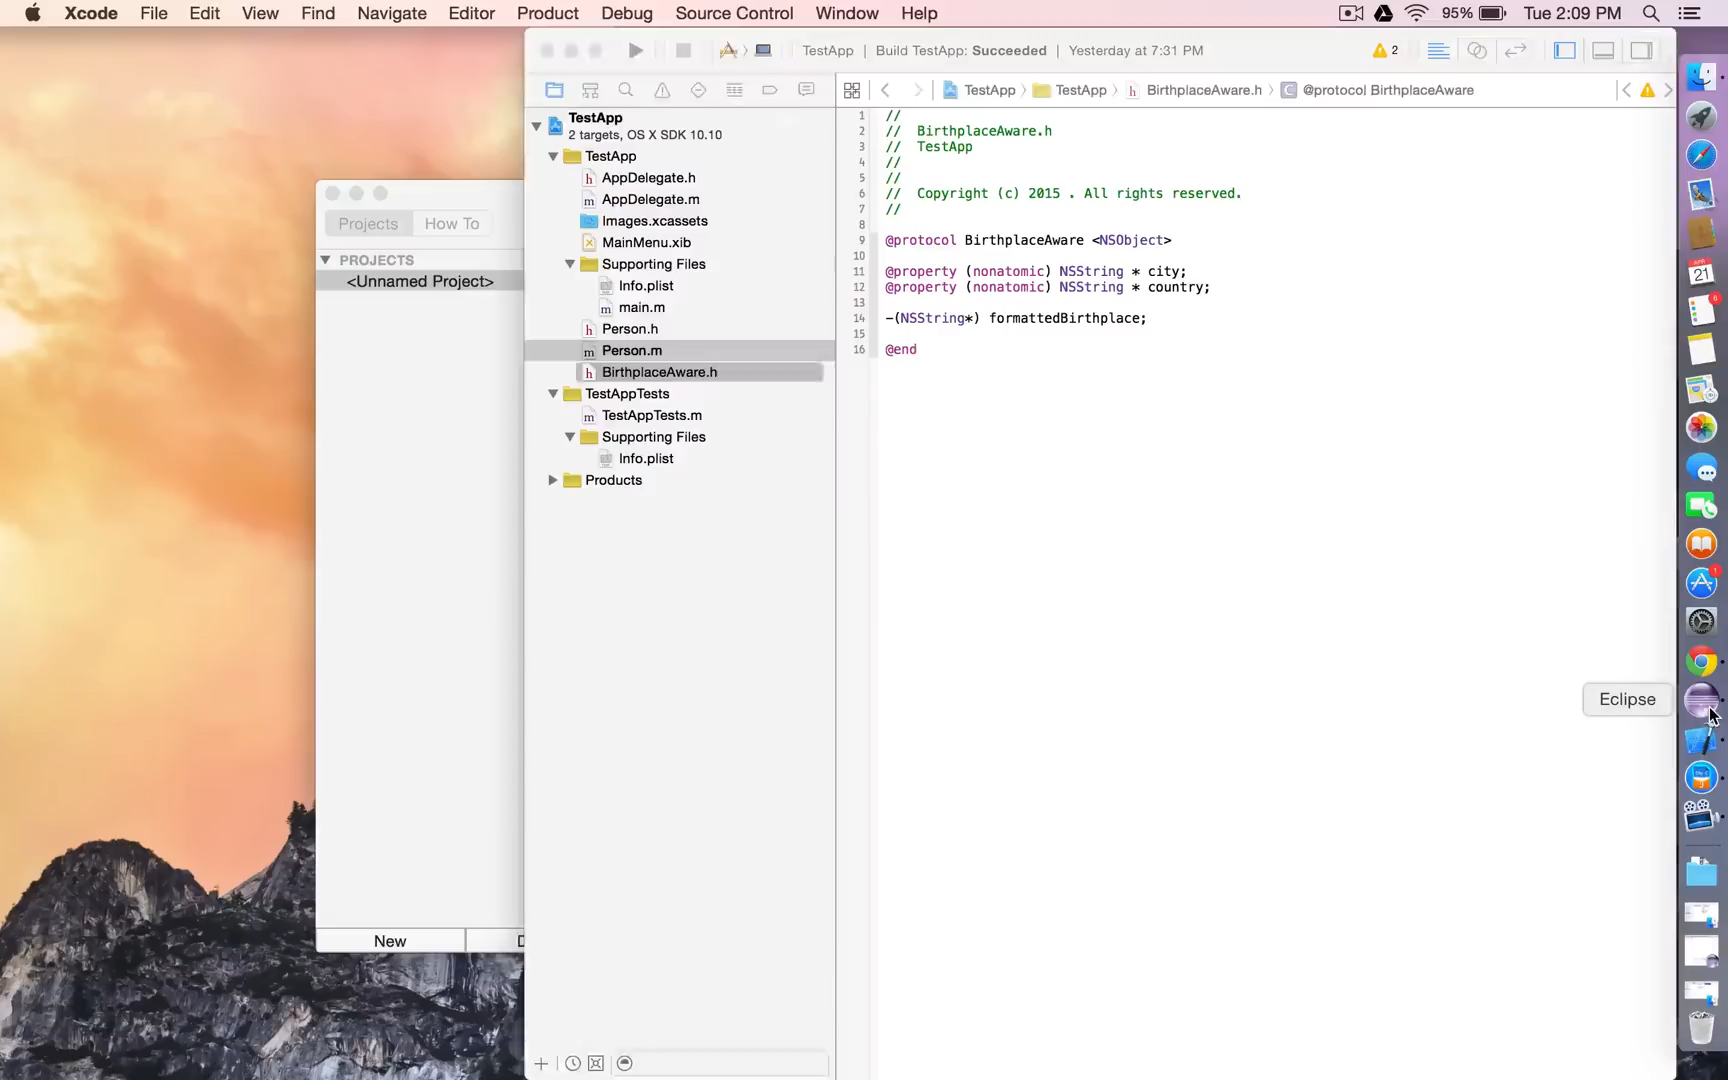 Xcode File Edit View Find Navigate Editor Product Debug Source Control Window Help 95% Tue 2:09 PM
TestApp | Build TestApp: Succeeded | Yesterday at 7:31 PM 2
TestApp TestApp BirthplaceAware.h @protocol BirthplaceAware
Projects How To
PROJECTS
<Unnamed Project>
New
TestApp
2 targets, OS X SDK 10.10
TestApp
AppDelegate.h
AppDelegate.m
Images.xcassets
MainMenu.xib
Supporting Files
Info.plist
main.m
Person.h
Person.m
BirthplaceAware.h
TestAppTests
TestAppTests.m
Supporting Files
Info.plist
Products
1 //
2 // BirthplaceAware.h
3 // TestApp
4 //
5 //
6 // Copyright (c) 2015 . All rights reserved.
7 //
8
9 @protocol BirthplaceAware <NSObject>
10
11 @property (nonatomic) NSString * city;
12 @property (nonatomic) NSString * country;
13
14 -(NSString*) formattedBirthplace;
15
16 @end
21
6
1
Eclipse